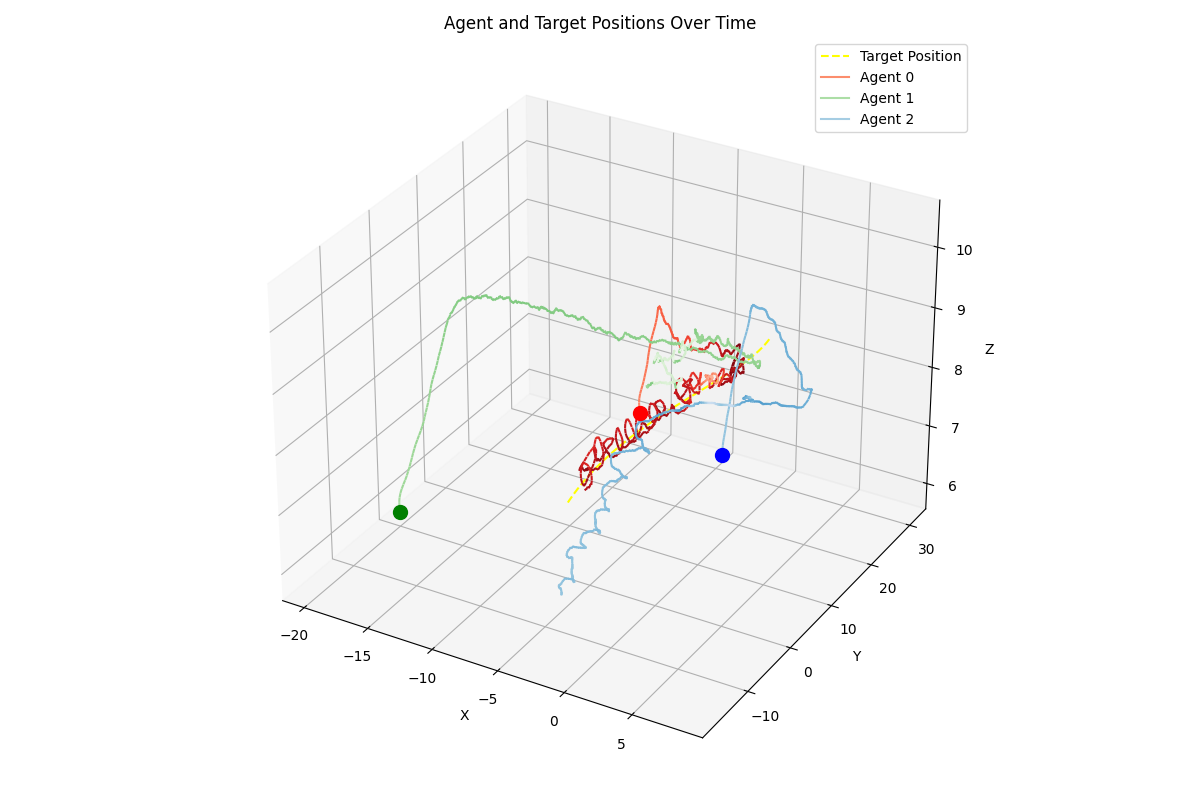 Agent and Target Positions Over Time
Target Position
Agent 0
Agent 1
Agent 2
10
9
8
7
6
Z
30
20
10
0
−10
Y
−20
−15
−10
−5
0
5
X